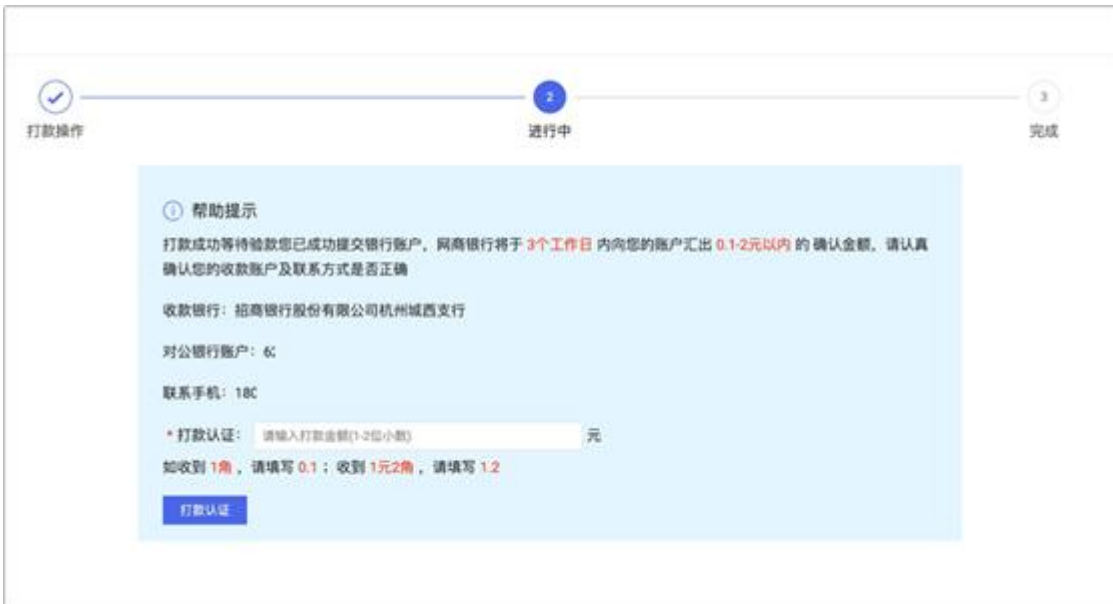 2
3
打款操作
进行中
完成
帮助提示
打款成功等待验款您已成功提交银行账户，网商银行将于 3个工作日 内向您的账户汇出 0.1-2元以内 的 确认金额，请认真
确认您的收款账户及联系方式是否正确
收款银行：招商银行股份有限公司杭州城西支行
对公银行账户：62
联系手机：180
* 打款认证： 请输入打款金额(1-2位小数) 元
如收到 1角 ，请填写 0.1 ；收到 1元2角 ，请填写 1.2
打款认证